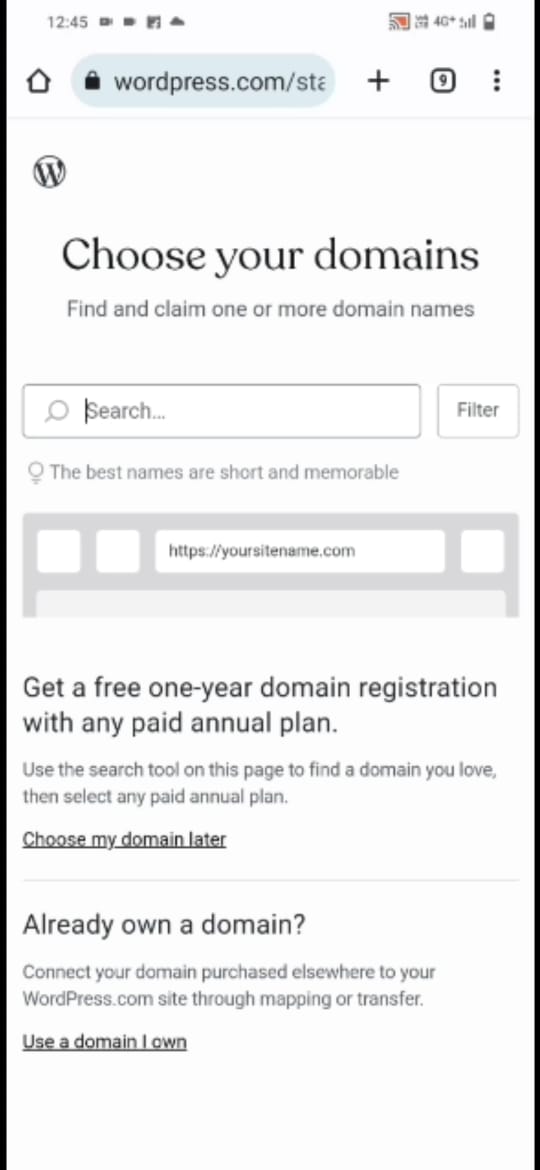 12:45
4G+
9
wordpress.com/sta
W
Choose your domains
Find and claim one or more domain names
Search...
Filter
The best names are short and memorable
https://yoursitename.com
Get a free one-year domain registration
with any paid annual plan.
Use the search tool on this page to find a domain you love,
then select any paid annual plan.
Choose my domain later
Already own a domain?
Connect your domain purchased elsewhere to your
WordPress.com site through mapping or transfer.
Use a domain I own